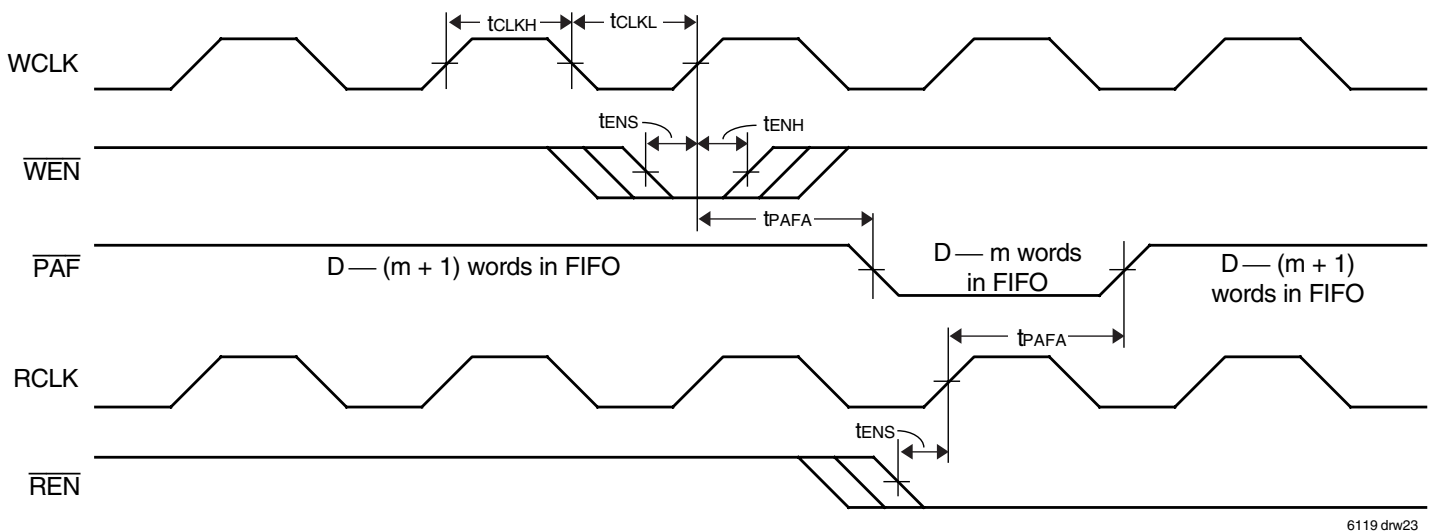 tCLKH
tCLKL
WCLK
tENS
tENH
WEN
tPAFA
PAF
D — (m + 1) words in FIFO
D — m words
in FIFO
D — (m + 1)
words in FIFO
tPAFA
RCLK
tENS
REN
6119 drw23